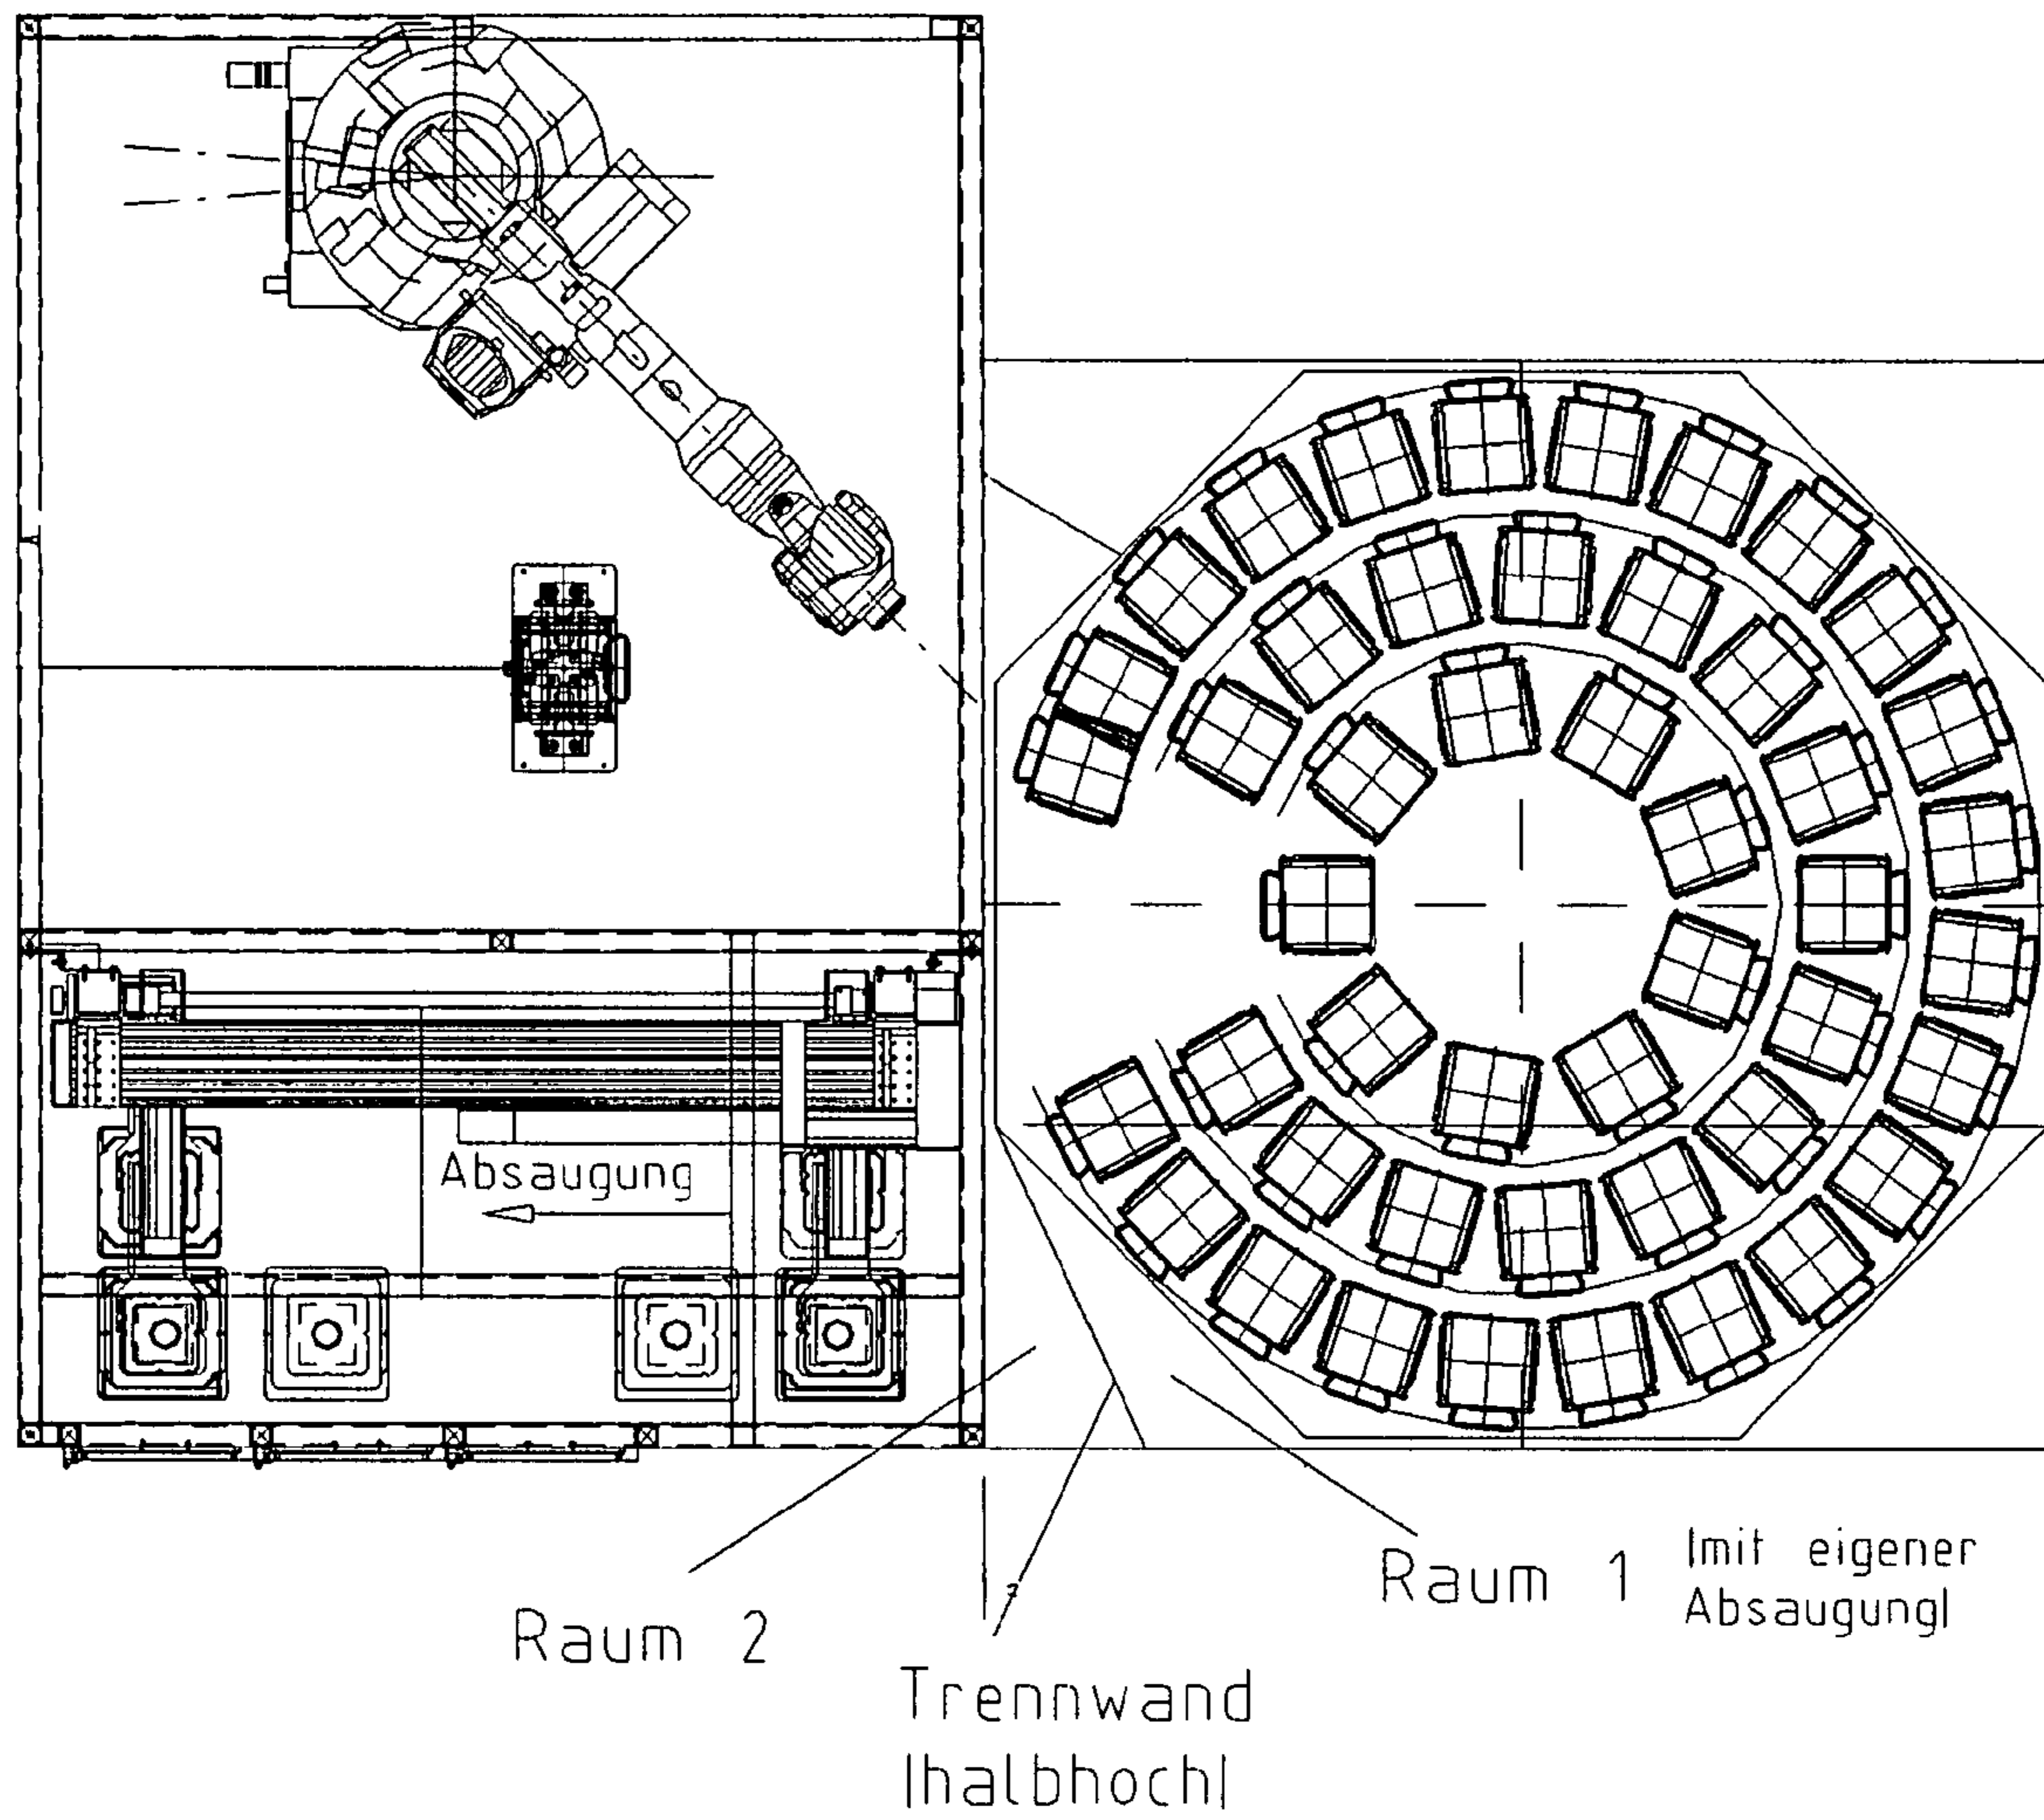 Absaugung
Raum 1 |mit eigener
Absaugung|
Raum 2
Trennwand
|halbhoch|